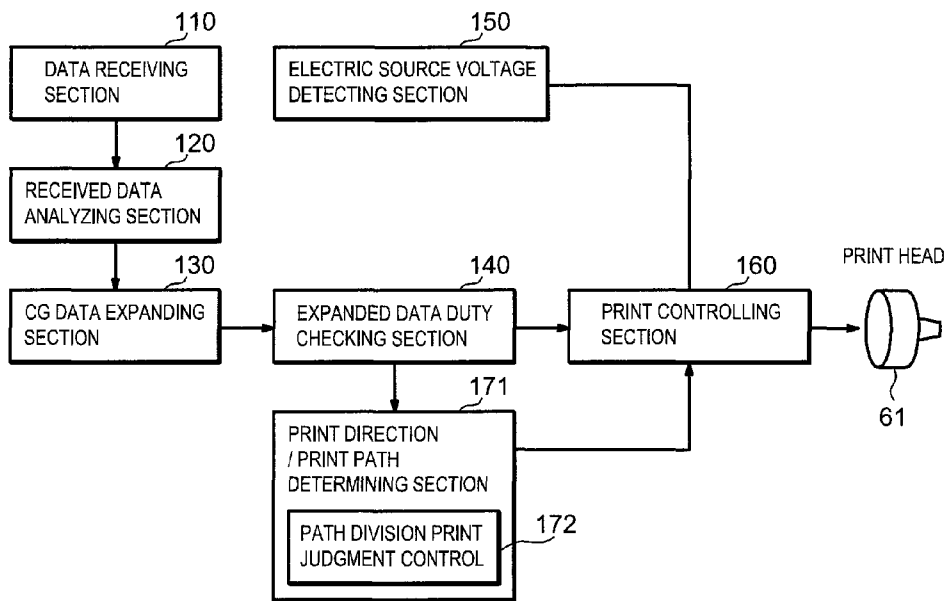 110
DATA RECEIVING
SECTION
150
ELECTRIC SOURCE VOLTAGE
DETECTING SECTION
120
RECEIVED DATA
ANALYZING SECTION
130
CG DATA EXPANDING
SECTION
140
EXPANDED DATA DUTY
CHECKING SECTION
160
PRINT CONTROLLING
SECTION
PRINT HEAD
61
171
PRINT DIRECTION
/ PRINT PATH
DETERMINING SECTION
PATH DIVISION PRINT
JUDGMENT CONTROL
172